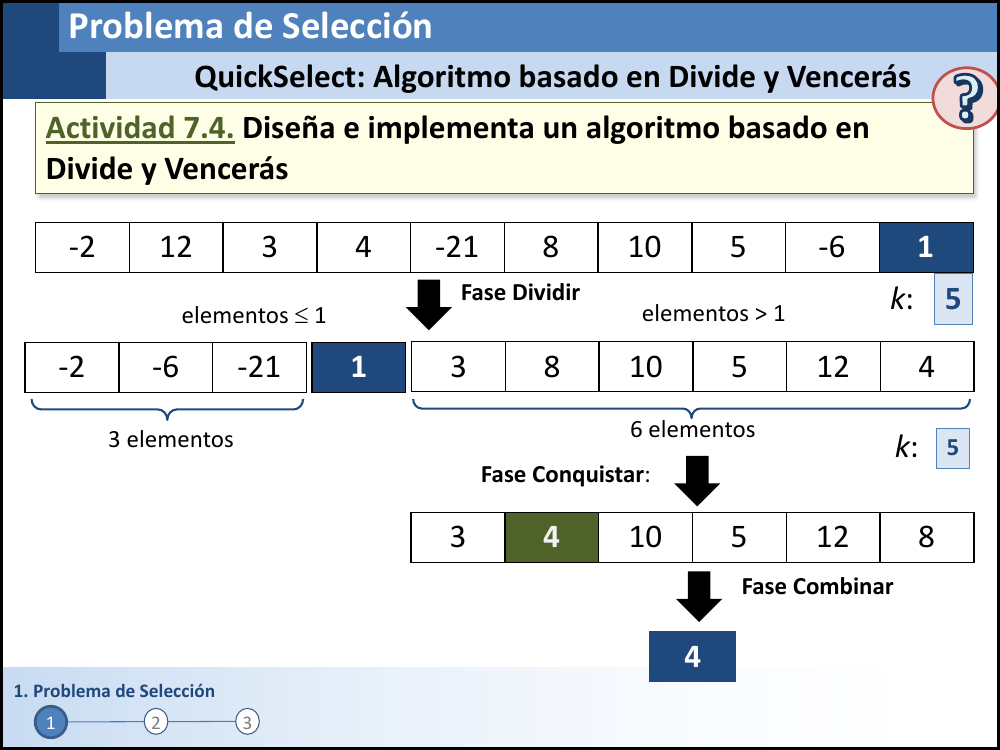 Problema de Selección
QuickSelect: Algoritmo basado en Divide y Vencerás
?
Actividad 7.4. Diseña e implementa un algoritmo basado en
Divide y Vencerás
-2 12 3 4 -21 8 10 5 -6 1
Fase Dividir
k: 5
elementos ≤ 1
elementos > 1
-2 -6 -21 1 3 8 10 5 12 4
3 elementos
6 elementos
k: 5
Fase Conquistar:
3 4 10 5 12 8
Fase Combinar
4
1. Problema de Selección
1 2 3